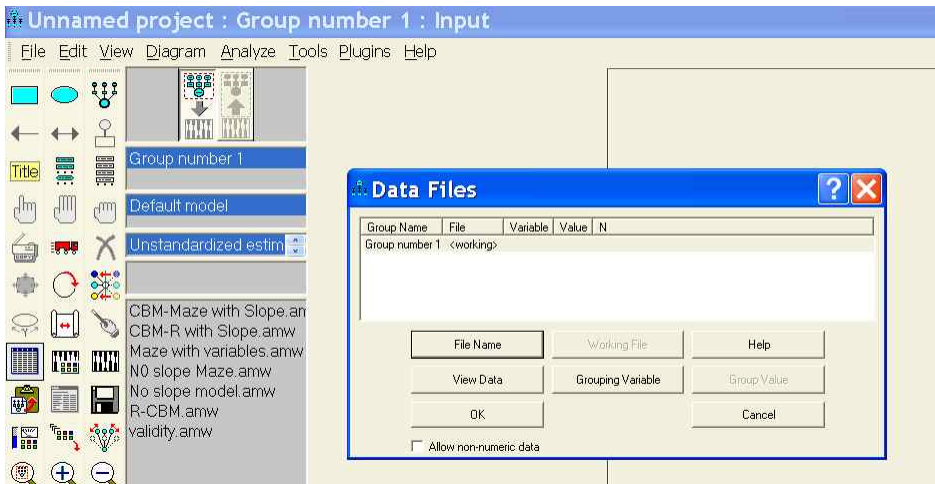 Unnamed project : Group number 1 : Input
File Edit View Diagram Analyze Tools Plugins Help
Title
Group number 1
Default model
Unstandardized estim
CBM-Maze with Slope.am
CBM-R with Slope.amw
Maze with variables.amw
N0 slope Maze.amw
No slope model.amw
R-CBM.amw
validity.amw
Data Files
Group Name File Variable Value N
Group number 1 <working>
File Name Working File Help
View Data Grouping Variable Group Value
OK Cancel
Allow non-numeric data